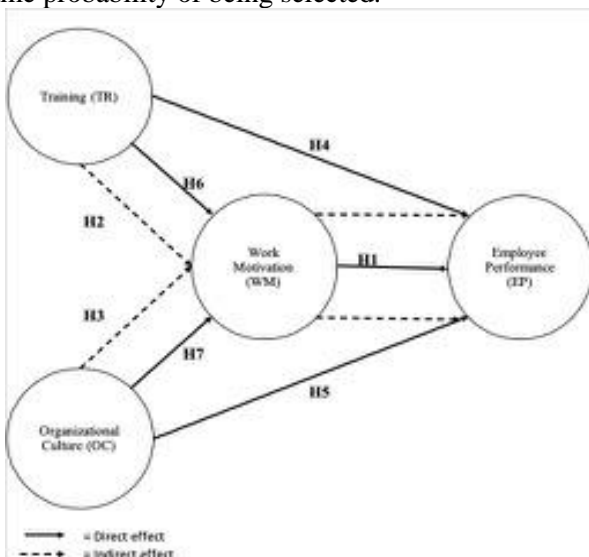 probability of being selected.
Training (TR)
H4
H6
H2
Work
Motivation
(WM)
H1
Employee
Performance
(EP)
H3
H7
H5
Organizational
Culture (OC)
= Direct effect
= Indirect effect